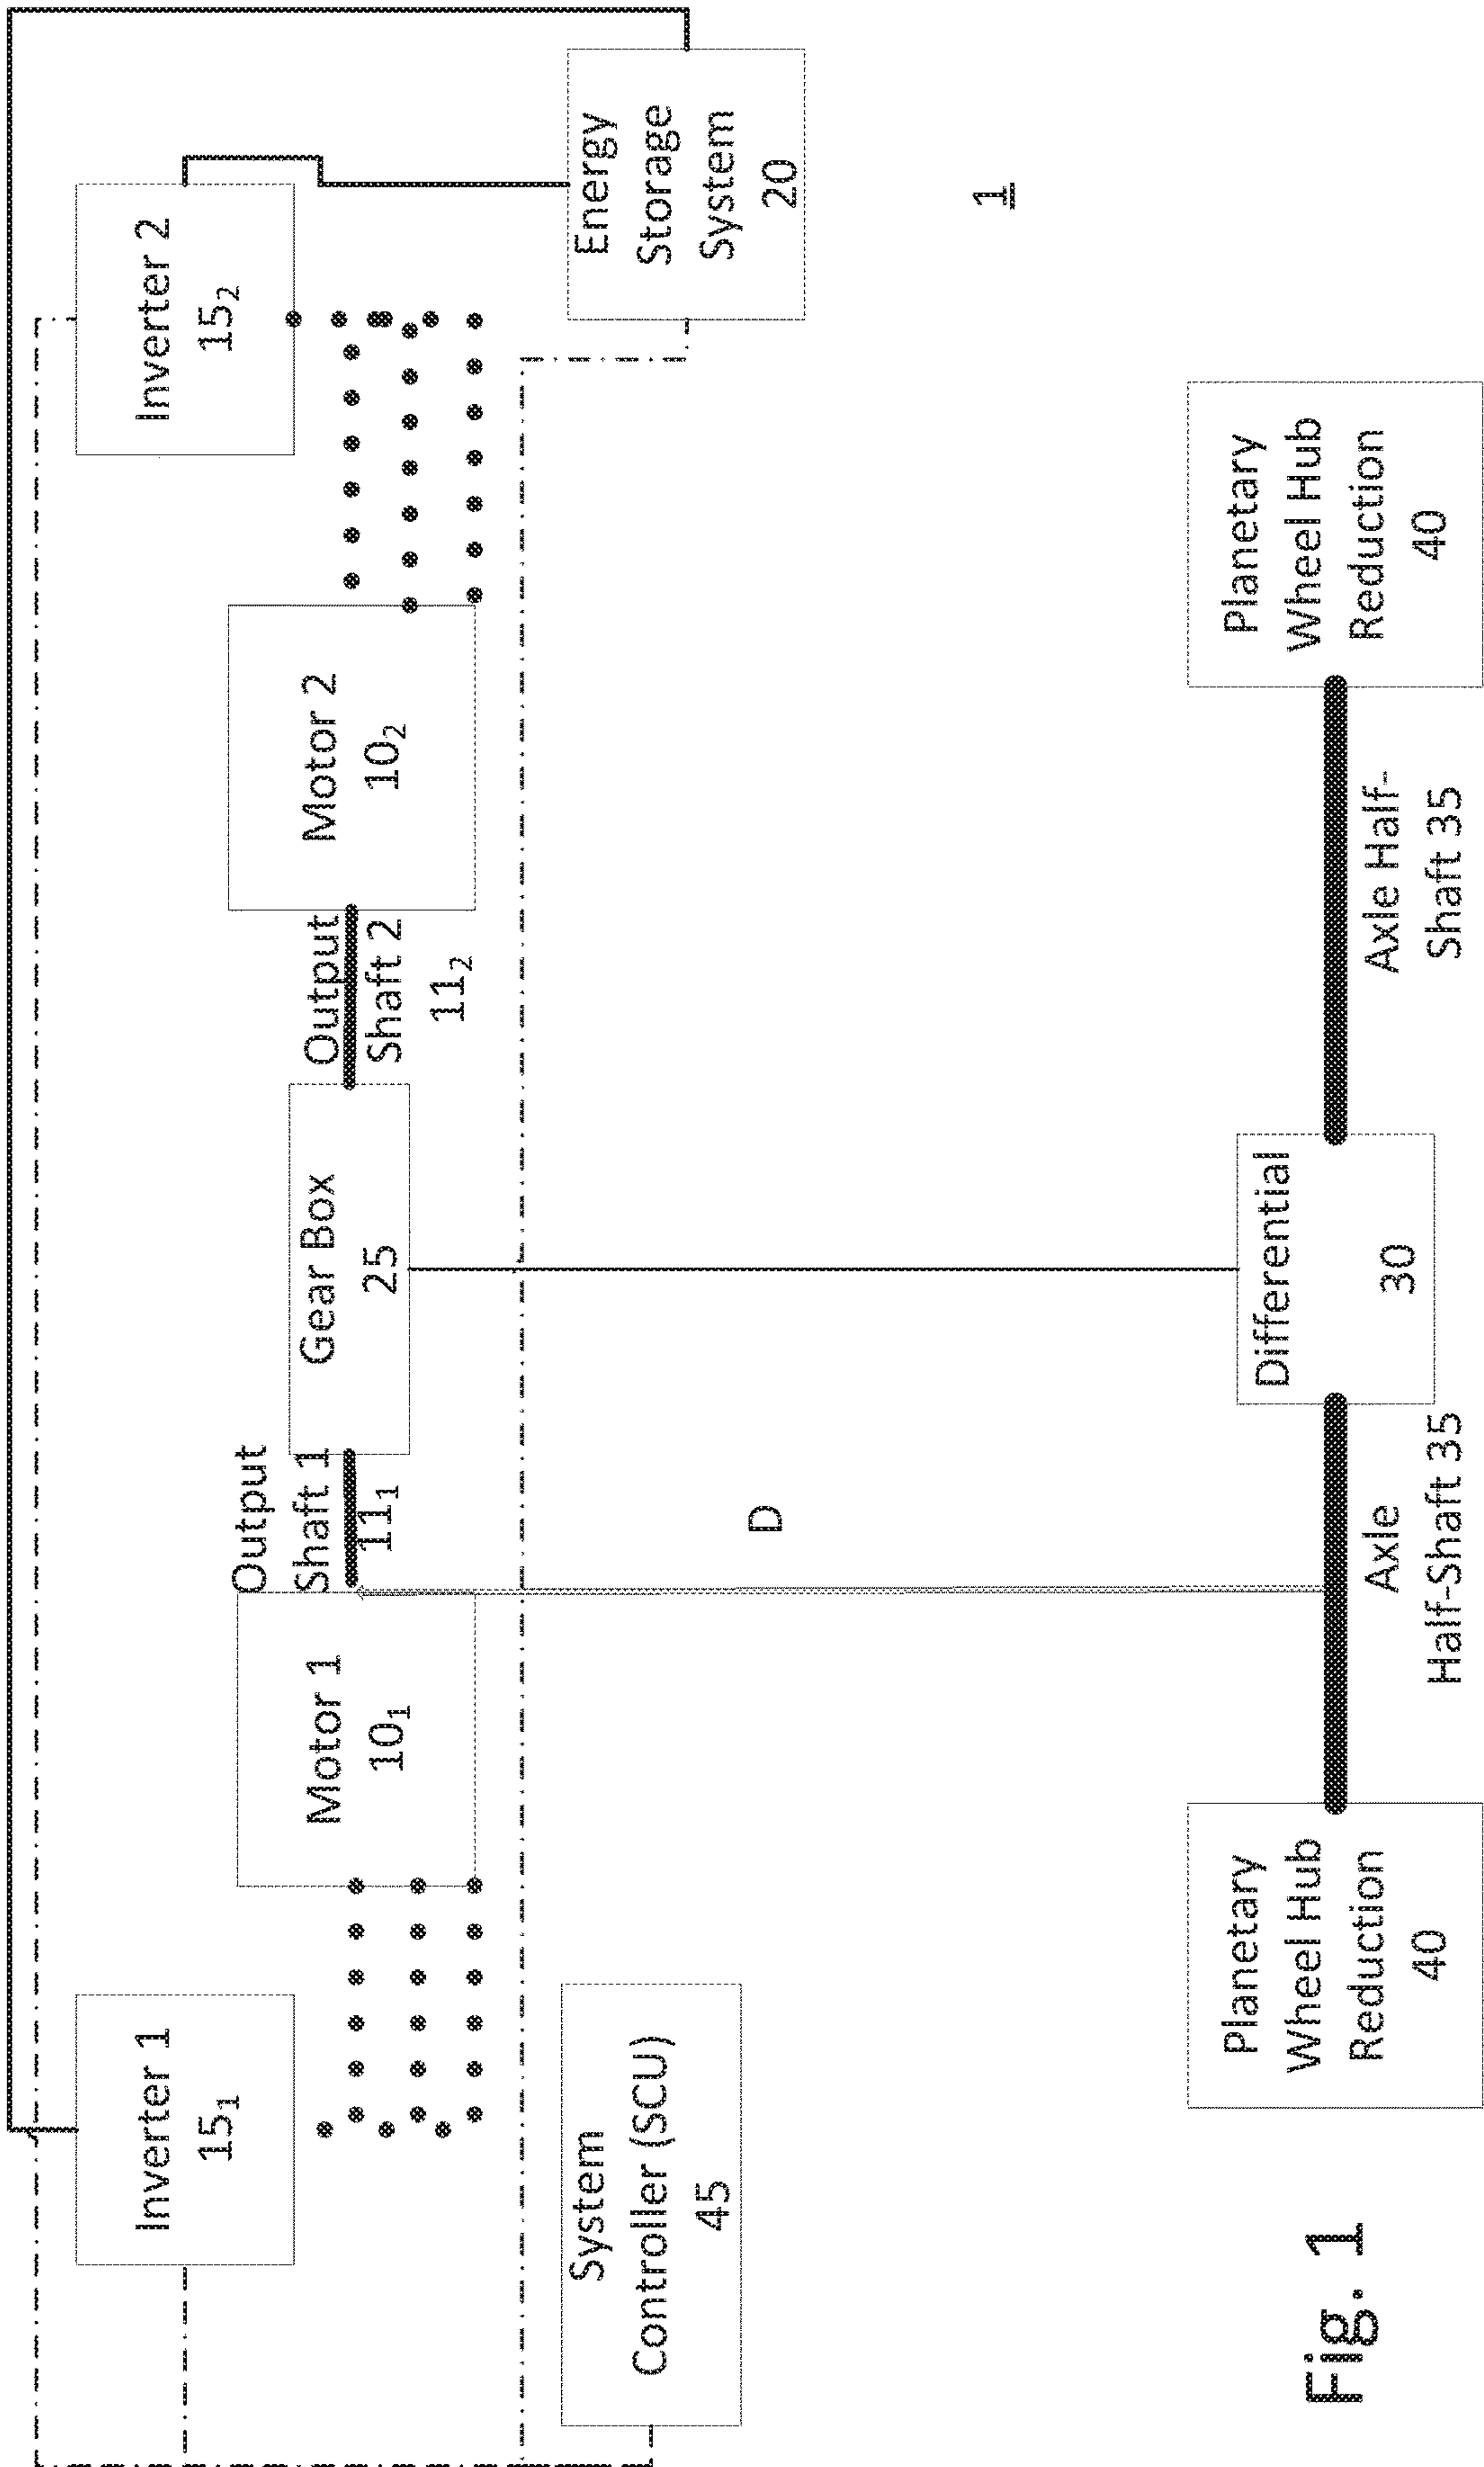 Inverter 1
15₁
Inverter 2
15₂
Output
Shaft 1
11₁
Motor 1
10₁
Gear Box
25
Output
Shaft 2
11₂
Motor 2
10₂
System
Controller (SCU)
45
Energy
Storage
System
20
D
1
Planetary
Wheel Hub
Reduction
40
Differential
30
Planetary
Wheel Hub
Reduction
40
Axle
Half-Shaft 35
Axle Half-
Shaft 35
Fig. 1